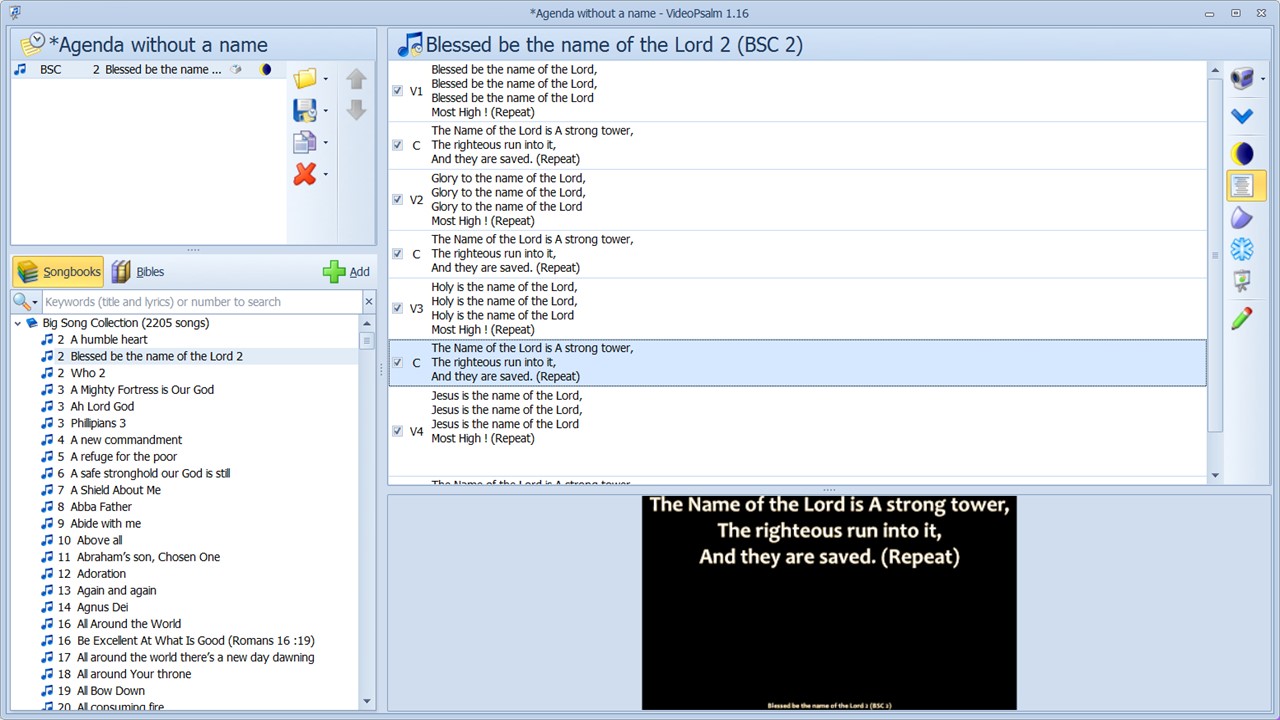 *Agenda without a name - VideoPsalm 1.16
*Agenda without a name
BSC 2 Blessed be the name ...
Songbooks Bibles Add
Keywords (title and lyrics) or number to search
Big Song Collection (2205 songs)
2 A humble heart
2 Blessed be the name of the Lord 2
2 Who 2
3 A Mighty Fortress is Our God
3 Ah Lord God
3 Phillipians 3
4 A new commandment
5 A refuge for the poor
6 A safe stronghold our God is still
7 A Shield About Me
8 Abba Father
9 Abide with me
10 Above all
11 Abraham's son, Chosen One
12 Adoration
13 Again and again
14 Agnus Dei
16 All Around the World
16 Be Excellent At What Is Good (Romans 16 :19)
17 All around the world there's a new day dawning
18 All around Your throne
19 All Bow Down
20 All consuming fire
Blessed be the name of the Lord 2 (BSC 2)
V1
Blessed be the name of the Lord,
Blessed be the name of the Lord,
Blessed be the name of the Lord
Most High ! (Repeat)
C
The Name of the Lord is A strong tower,
The righteous run into it,
And they are saved. (Repeat)
V2
Glory to the name of the Lord,
Glory to the name of the Lord,
Glory to the name of the Lord
Most High ! (Repeat)
C
The Name of the Lord is A strong tower,
The righteous run into it,
And they are saved. (Repeat)
V3
Holy is the name of the Lord,
Holy is the name of the Lord,
Holy is the name of the Lord
Most High ! (Repeat)
C
The Name of the Lord is A strong tower,
The righteous run into it,
And they are saved. (Repeat)
V4
Jesus is the name of the Lord,
Jesus is the name of the Lord,
Jesus is the name of the Lord
Most High ! (Repeat)
The Name of the Lord is A strong tower,
The Name of the Lord is A strong tower,
The righteous run into it,
And they are saved. (Repeat)
Blessed be the name of the Lord 2 (BSC 2)